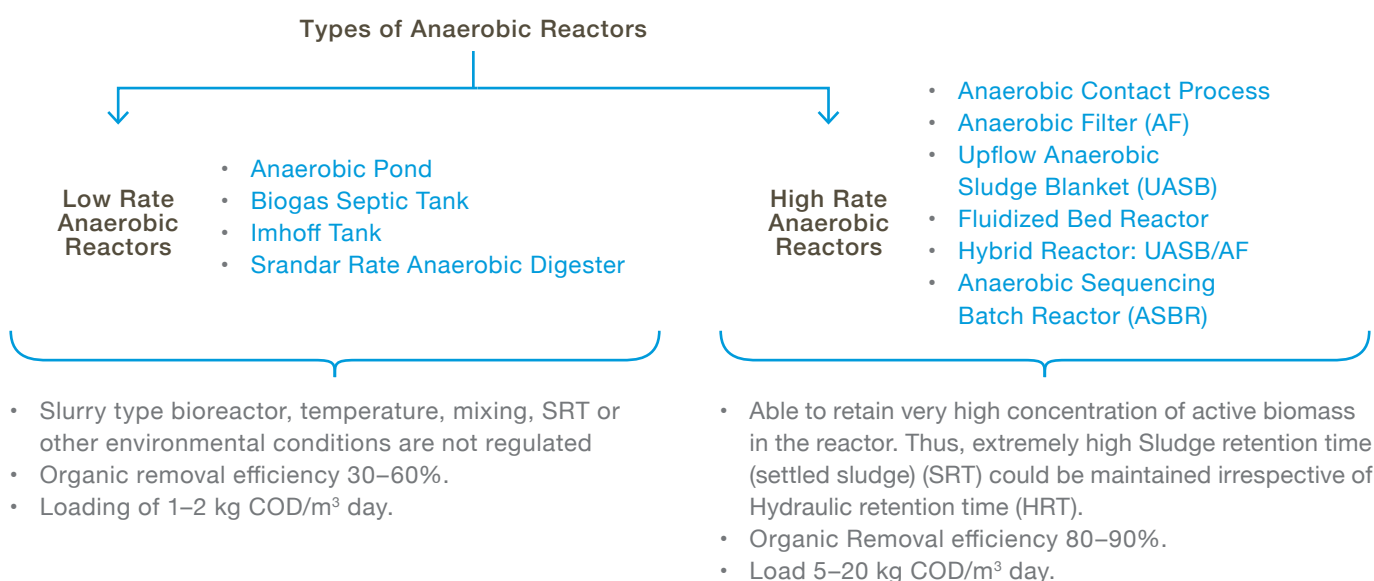 Types of Anaerobic Reactors
Low Rate
Anaerobic
Reactors
• Anaerobic Pond
• Biogas Septic Tank
• Imhoff Tank
• Srandar Rate Anaerobic Digester
High Rate
Anaerobic
Reactors
• Anaerobic Contact Process
• Anaerobic Filter (AF)
• Upflow Anaerobic
Sludge Blanket (UASB)
• Fluidized Bed Reactor
• Hybrid Reactor: UASB/AF
• Anaerobic Sequencing
Batch Reactor (ASBR)
• Slurry type bioreactor, temperature, mixing, SRT or
other environmental conditions are not regulated
• Organic removal efficiency 30–60%.
• Loading of 1–2 kg COD/m³ day.
• Able to retain very high concentration of active biomass
in the reactor. Thus, extremely high Sludge retention time
(settled sludge) (SRT) could be maintained irrespective of
Hydraulic retention time (HRT).
• Organic Removal efficiency 80–90%.
• Load 5–20 kg COD/m³ day.